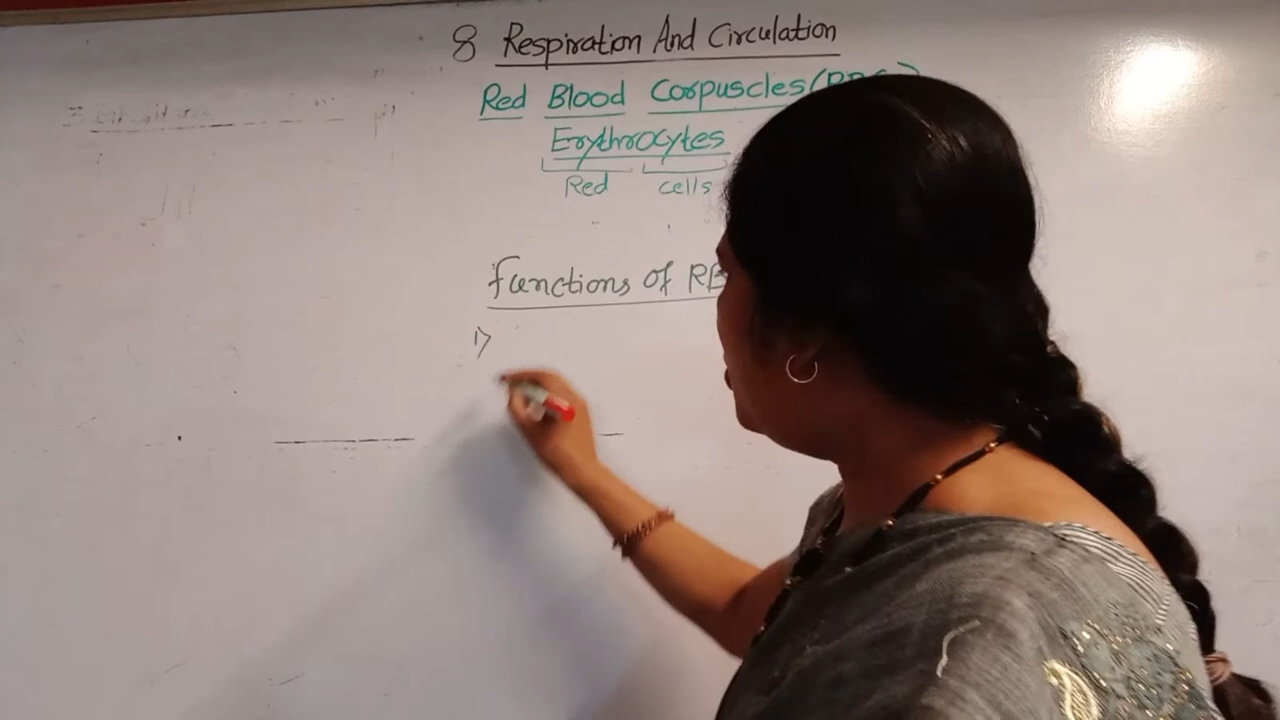 8 Respiration And Circulation
Red Blood Corpuscles (RBC)
Erythrocytes
Red cells
functions of RB
1)